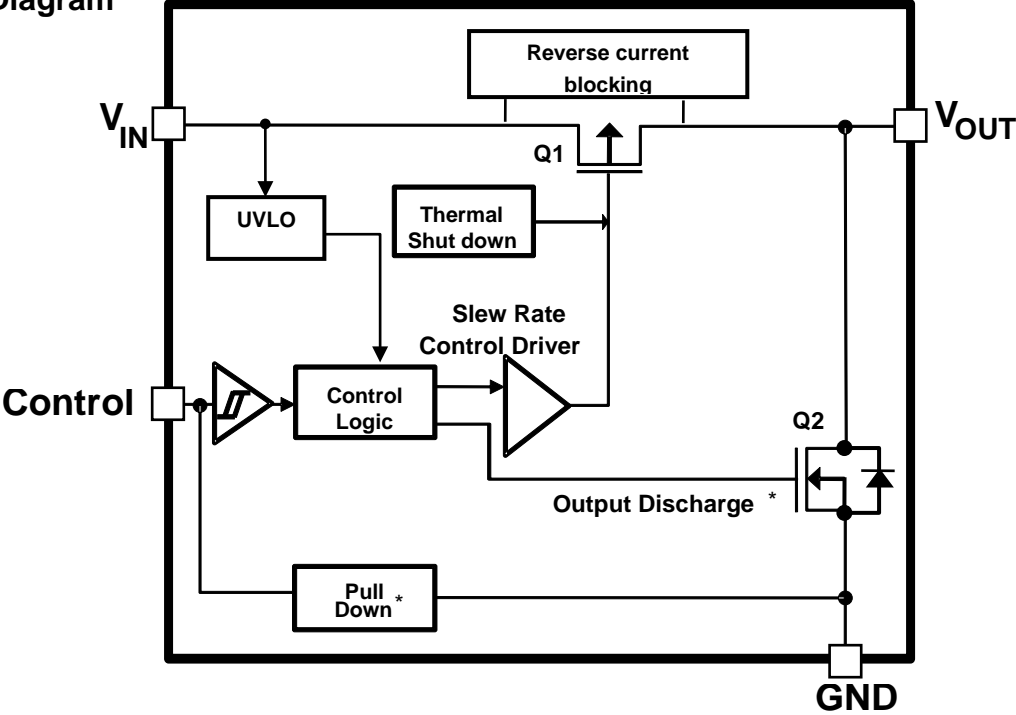 Diagram
Reverse current
blocking
VIN
VOUT
Q1
UVLO
Thermal
Shut down
Slew Rate
Control Driver
Control
Control
Logic
Q2
Output Discharge *
Pull
Down *
GND